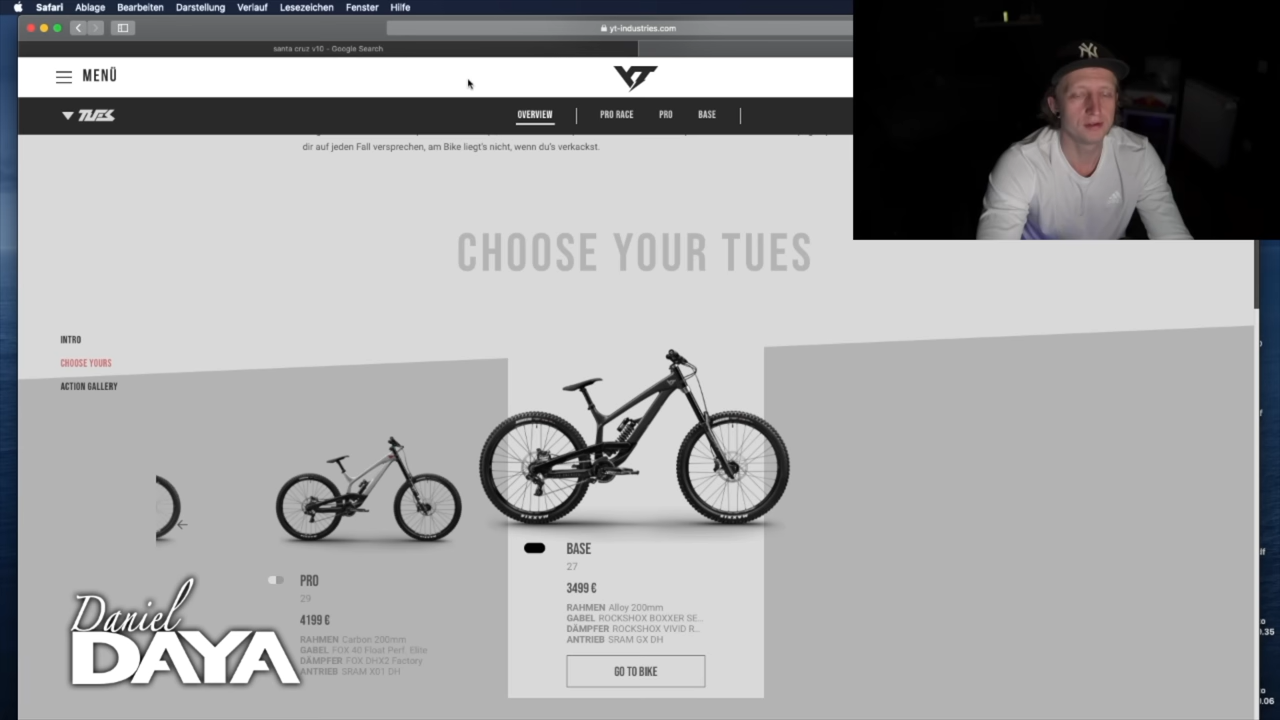 Safari Ablage Bearbeiten Darstellung Verlauf Lesezeichen Fenster Hilfe
yt-industries.com
santa cruz v10 - Google Search
MENÜ
YT
TUES
OVERVIEW PRO RACE PRO BASE
dir auf jeden Fall versprechen, am Bike liegt's nicht, wenn du's verkackst.
CHOOSE YOUR TUES
INTRO
CHOOSE YOURS
ACTION GALLERY
PRO
29
4199 €
RAHMEN Carbon 200mm
GABEL FOX 40 Float Perf. Elite
DÄMPFER FOX DHX2 Factory
ANTRIEB SRAM X01 DH
BASE
27
3499 €
RAHMEN Alloy 200mm
GABEL ROCKSHOX BOXXER SE...
DÄMPFER ROCKSHOX VIVID R...
ANTRIEB SRAM GX DH
GO TO BIKE
Daniel
DAYA
NY